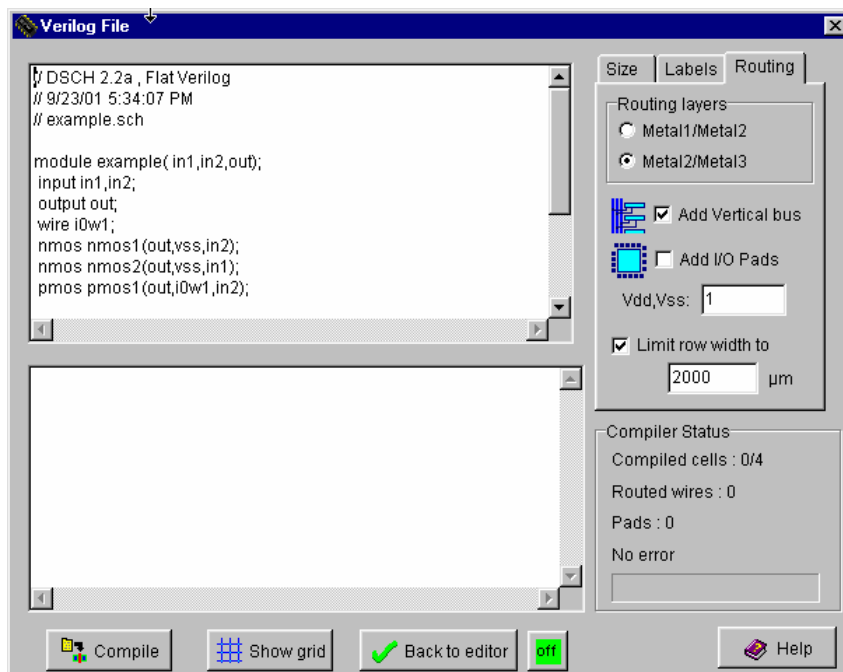 Verilog File
// DSCH 2.2a , Flat Verilog
// 9/23/01 5:34:07 PM
// example.sch
module example( in1,in2,out);
input in1,in2;
output out;
wire i0w1;
nmos nmos1(out,vss,in2);
nmos nmos2(out,vss,in1);
pmos pmos1(out,i0w1,in2);
Size Labels Routing
Routing layers
Metal1/Metal2
Metal2/Metal3
Add Vertical bus
Add I/O Pads
Vdd,Vss: 1
Limit row width to
2000 µm
Compiler Status
Compiled cells : 0/4
Routed wires : 0
Pads : 0
No error
Compile Show grid Back to editor off Help